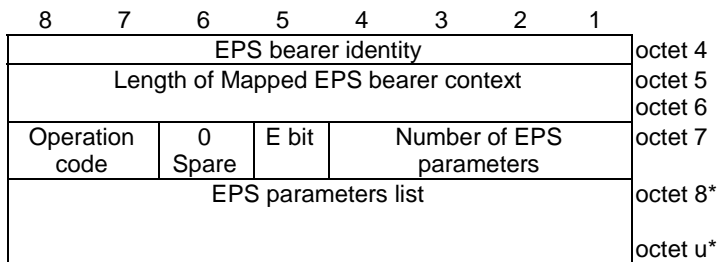 8 7 6 5 4 3 2 1
EPS bearer identity octet 4
Length of Mapped EPS bearer context octet 5
octet 6
Operation 0 E bit Number of EPS octet 7
code Spare parameters
EPS parameters list octet 8*
octet u*